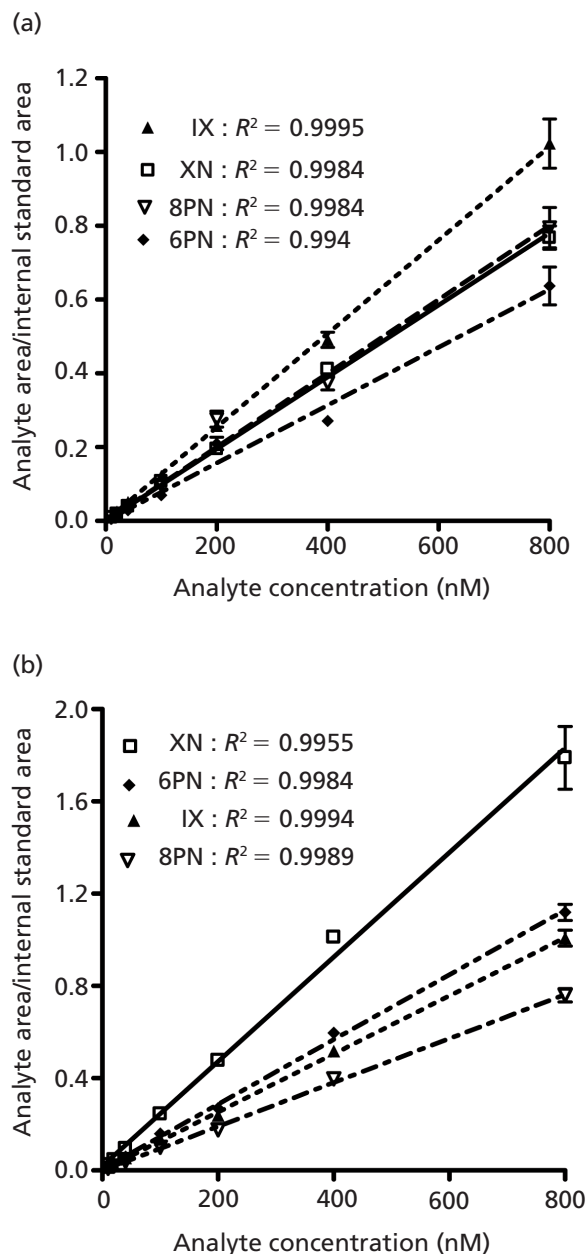 (a)
1.2
1.0
0.8
0.6
0.4
0.2
0.0
IX : R² = 0.9995
XN : R² = 0.9984
8PN : R² = 0.9984
6PN : R² = 0.994
Analyte area/internal standard area
0 200 400 600 800
Analyte concentration (nM)
(b)
2.0
1.6
1.2
0.8
0.4
0.0
XN : R² = 0.9955
6PN : R² = 0.9984
IX : R² = 0.9994
8PN : R² = 0.9989
Analyte area/internal standard area
0 200 400 600 800
Analyte concentration (nM)